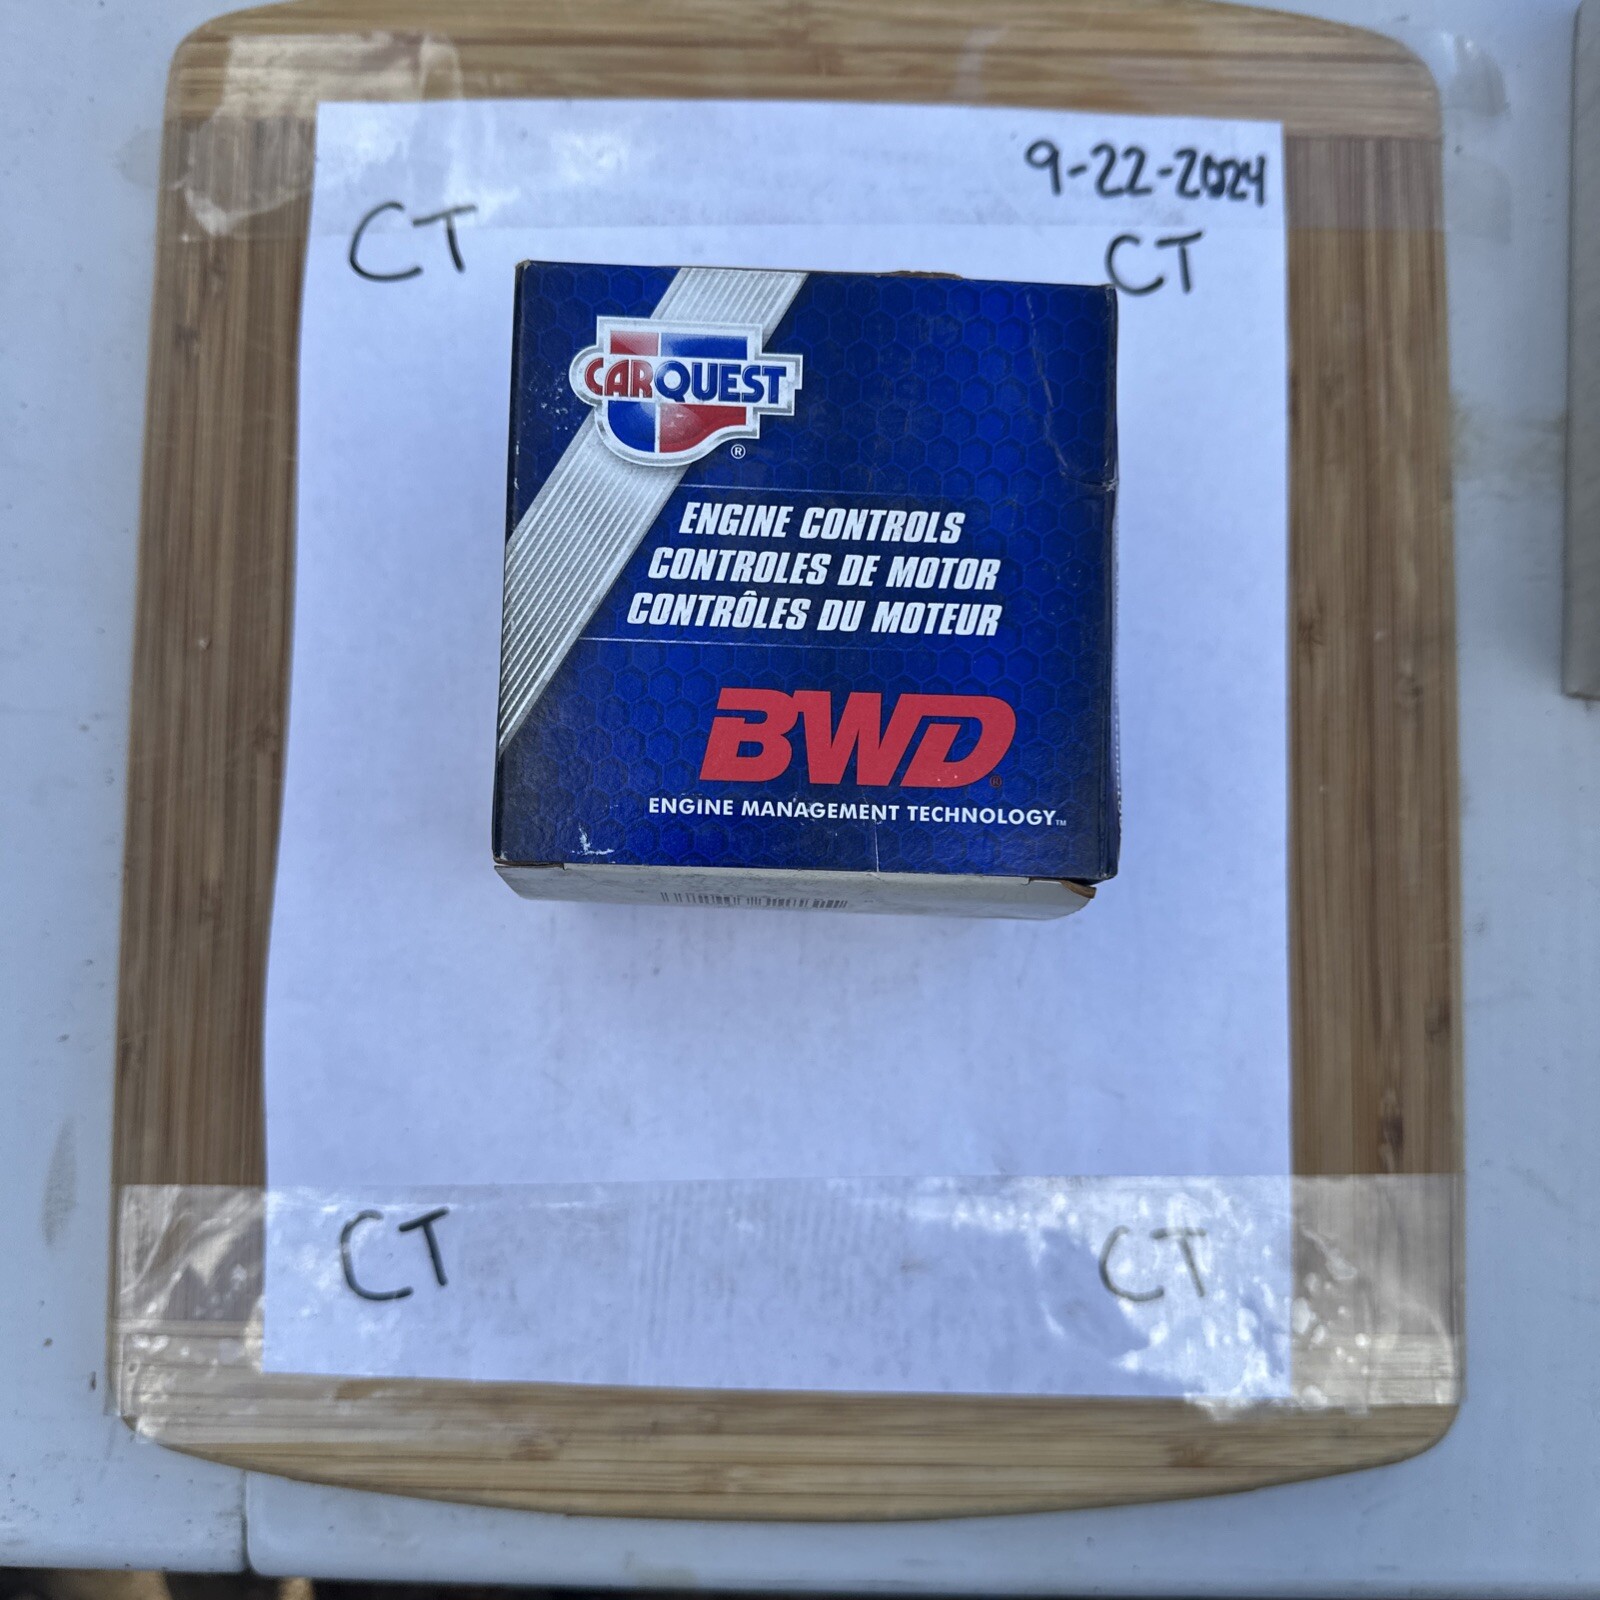 9-22-2024
CT
CT
CARQUEST
®
ENGINE CONTROLS
CONTROLES DE MOTOR
CONTRÔLES DU MOTEUR
BWD®
ENGINE MANAGEMENT TECHNOLOGY™
CT
CT